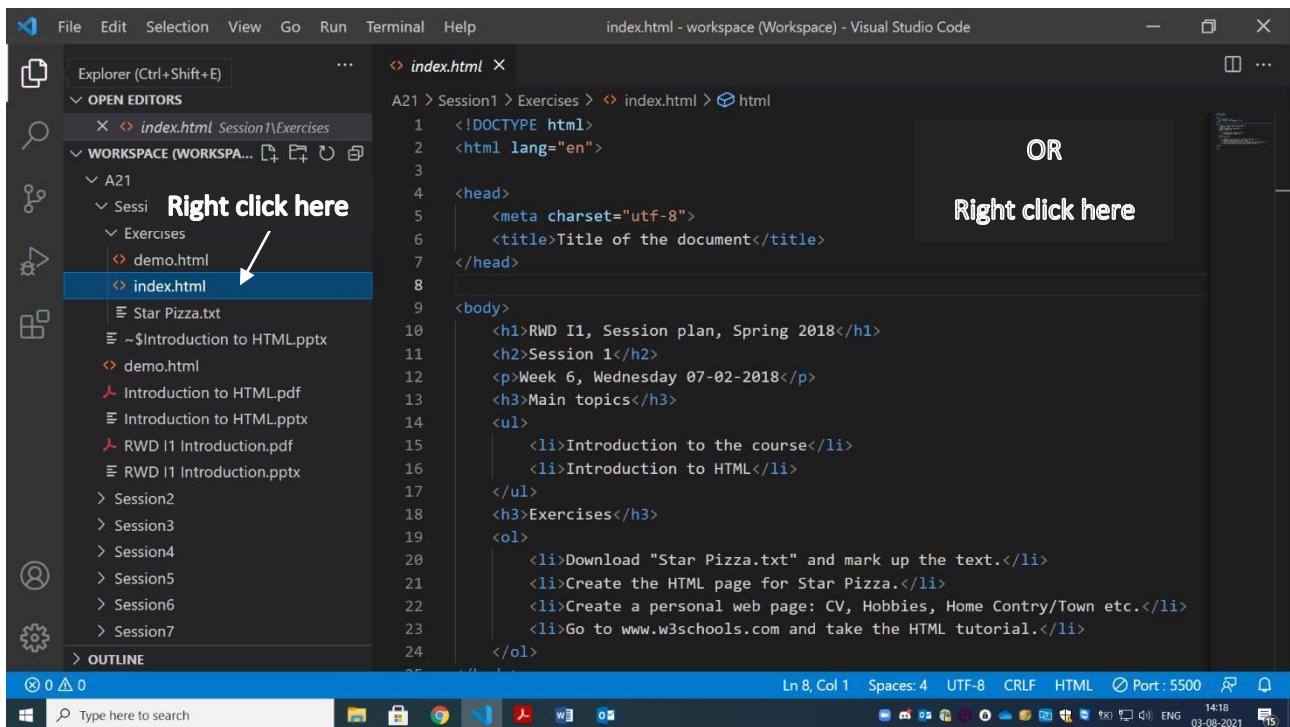 File Edit Selection View Go Run Terminal Help index.html - workspace (Workspace) - Visual Studio Code
Explorer (Ctrl+Shift+E)
OPEN EDITORS
index.html Session1\Exercises
WORKSPACE (WORKSPA...
A21
Sessi
Right click here
Exercises
demo.html
index.html
Star Pizza.txt
~$Introduction to HTML.pptx
demo.html
Introduction to HTML.pdf
Introduction to HTML.pptx
RWD I1 Introduction.pdf
RWD I1 Introduction.pptx
Session2
Session3
Session4
Session5
Session6
Session7
OUTLINE
index.html
A21 > Session1 > Exercises > index.html > html
1 <!DOCTYPE html>
2 <html lang="en">
3
4 <head>
5 <meta charset="utf-8">
6 <title>Title of the document</title>
7 </head>
8
9 <body>
10 <h1>RWD I1, Session plan, Spring 2018</h1>
11 <h2>Session 1</h2>
12 <p>Week 6, Wednesday 07-02-2018</p>
13 <h3>Main topics</h3>
14 <ul>
15 <li>Introduction to the course</li>
16 <li>Introduction to HTML</li>
17 </ul>
18 <h3>Exercises</h3>
19 <ol>
20 <li>Download "Star Pizza.txt" and mark up the text.</li>
21 <li>Create the HTML page for Star Pizza.</li>
22 <li>Create a personal web page: CV, Hobbies, Home Contry/Town etc.</li>
23 <li>Go to www.w3schools.com and take the HTML tutorial.</li>
24 </ol>
OR
Right click here
0 0 Ln 8, Col 1 Spaces: 4 UTF-8 CRLF HTML Port : 5500
Type here to search ENG 14:18
03-08-2021